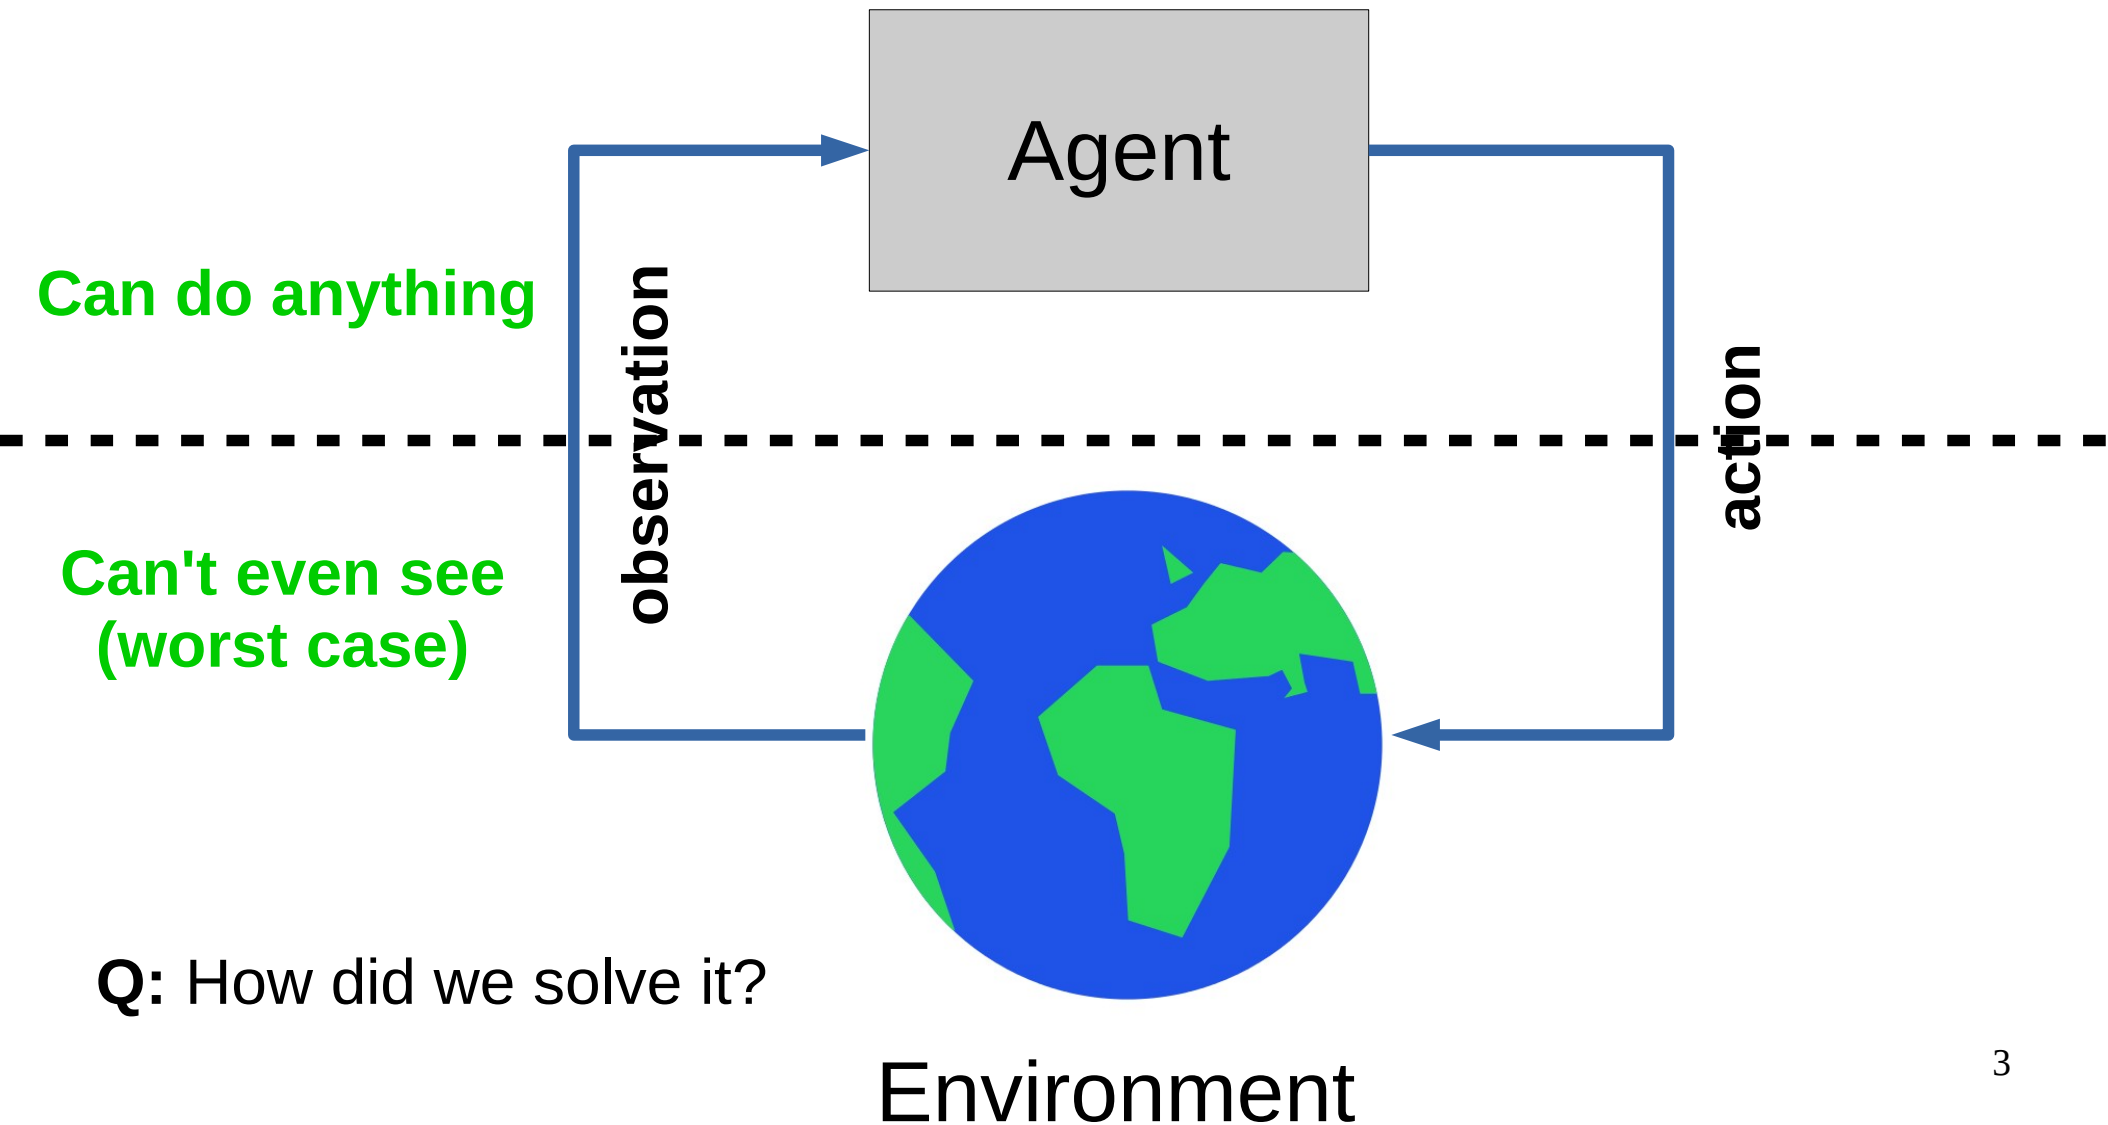 Agent
Can do anything
observation
action
Can't even see
(worst case)
Q: How did we solve it?
Environment
3